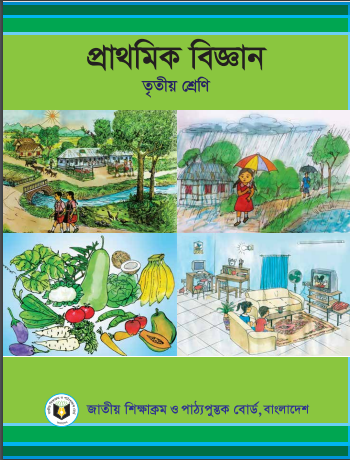 প্রাথমিক বিজ্ঞান
তৃতীয় শ্রেণি
জাতীয় শিক্ষাক্রম ও পাঠ্যপুস্তক বোর্ড, বাংলাদেশ